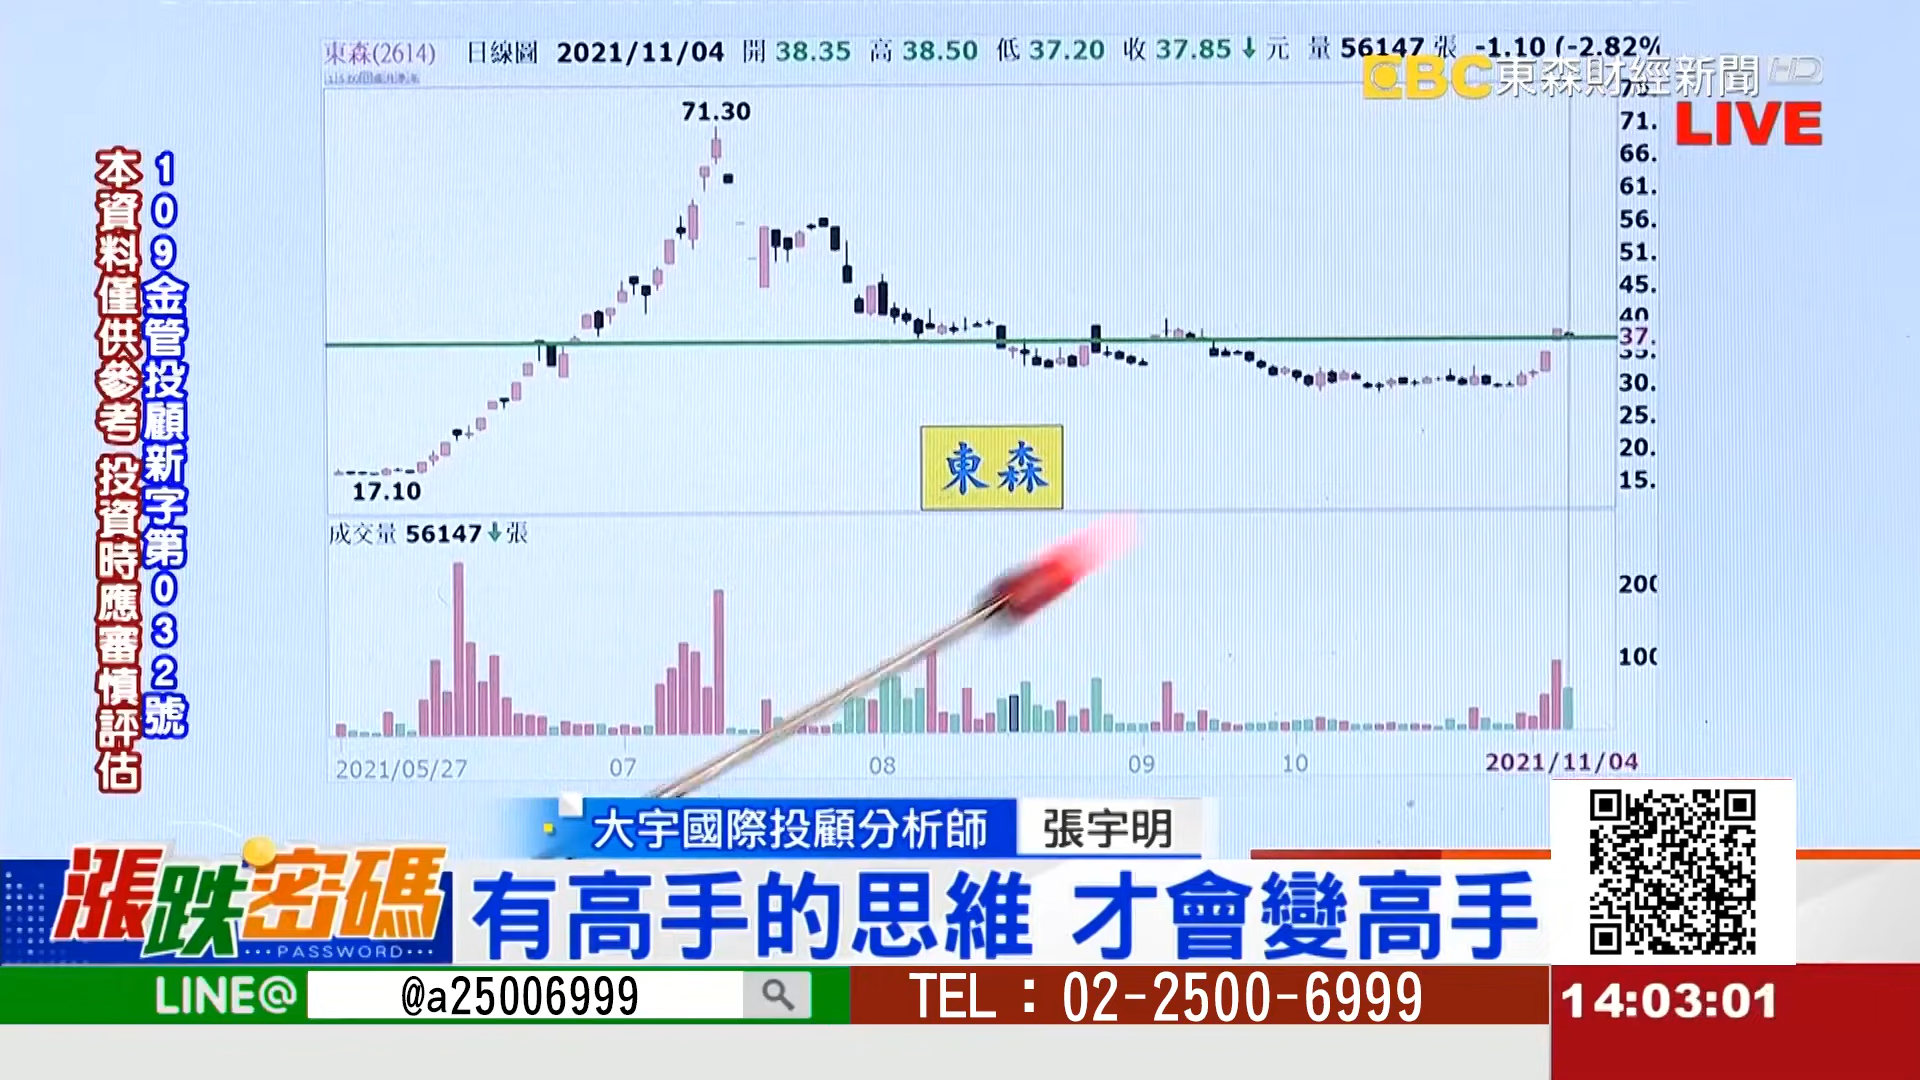 東森(2614) 日線圖 2021/11/04 開 38.35 高 38.50 低 37.20 收 37.85↓元 量 56147 張 -1.10 (-2.82%
EBC東森財經新聞HD
LIVE
109金管投顧新字第032號
本資料僅供參考 投資時應審慎評估
71.30
17.10
71.
66.
61.
56.
51.
45.
40
37.
35.
30.
25.
20.
15.
東森
成交量 56147↓張
200
100
2021/05/27 07 08 09 10 2021/11/04
大宇國際投顧分析師 張宇明
漲跌密碼
PASSWORD
有高手的思維 才會變高手
LINE@ @a25006999 TEL：02-2500-6999 14:03:01